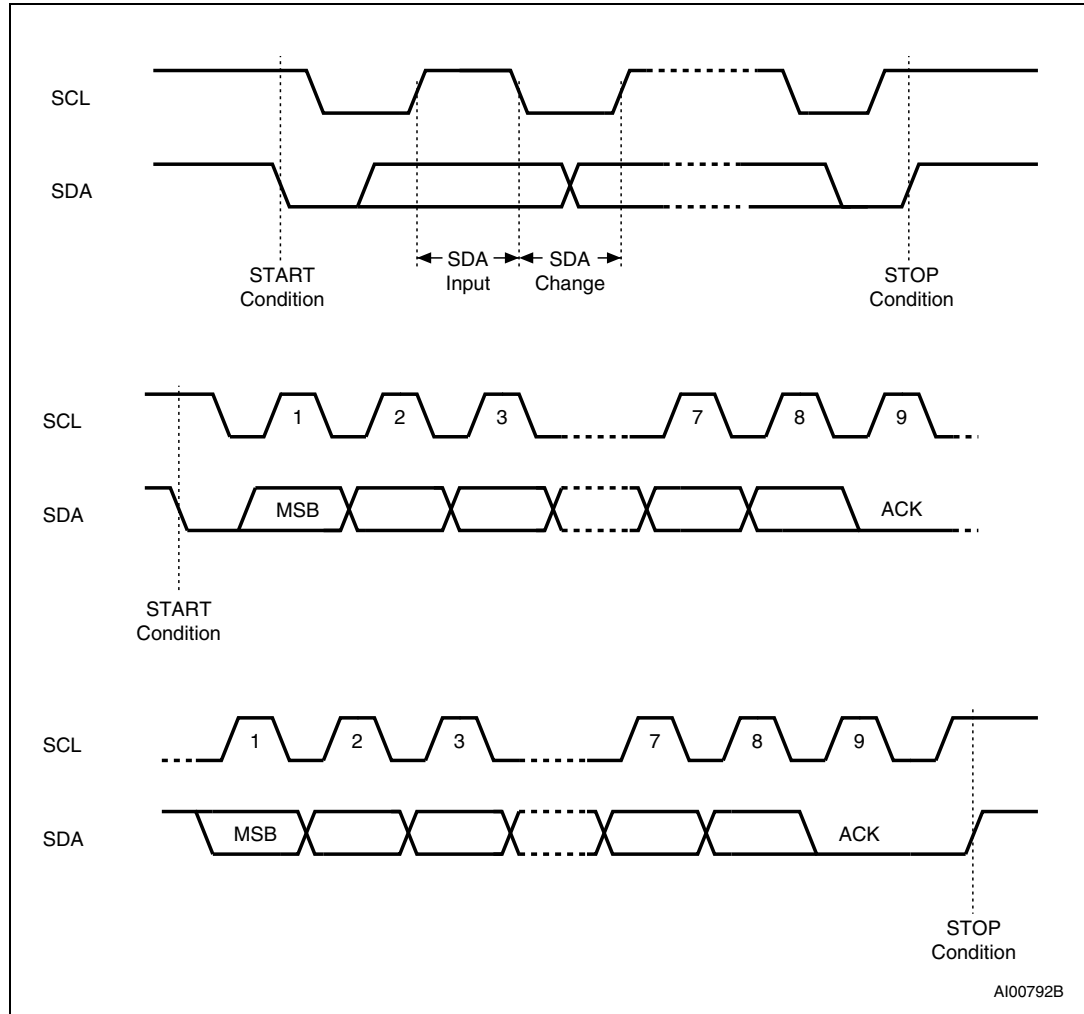 SCL
SDA
SDA
Input
SDA
Change
START
Condition
STOP
Condition
SCL
1 2 3 7 8 9
SDA
MSB
ACK
START
Condition
SCL
1 2 3 7 8 9
SDA
MSB
ACK
STOP
Condition
AI00792B